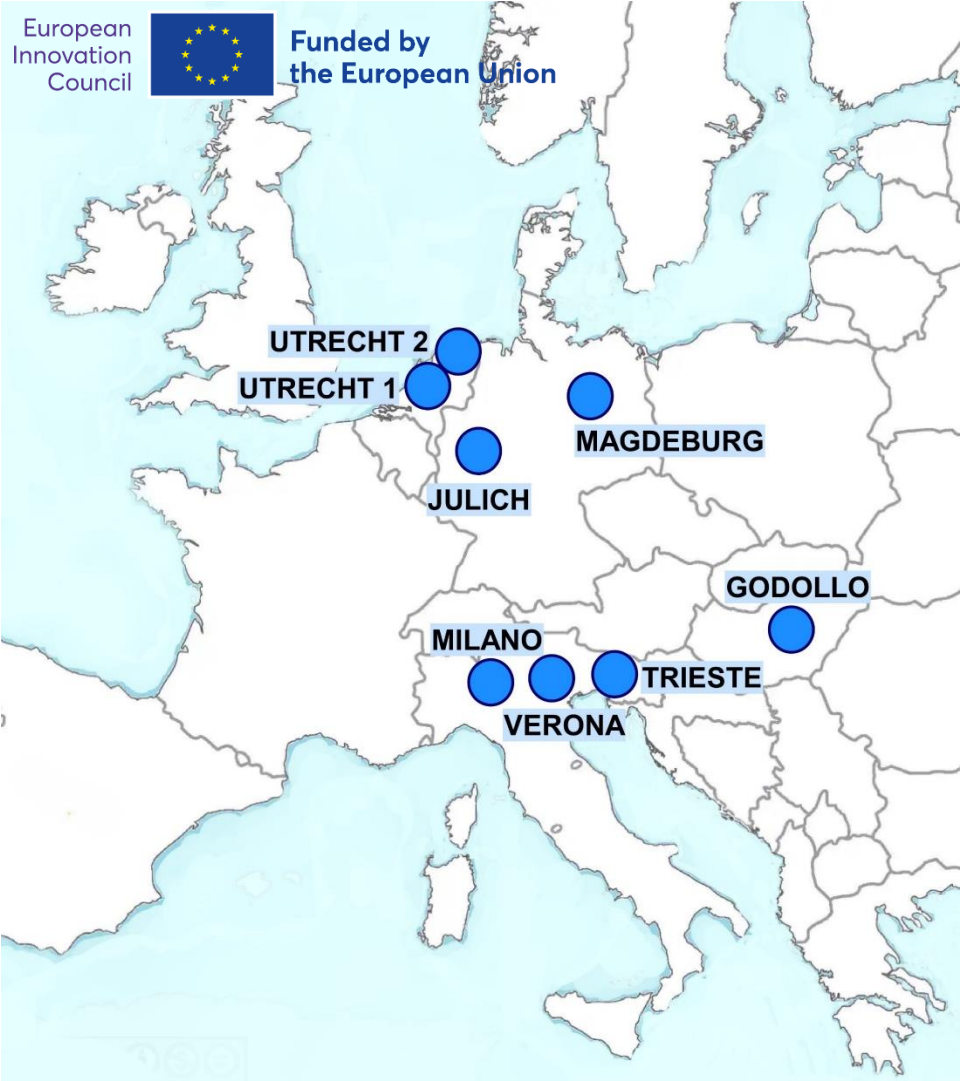 European
Innovation
Council
Funded by
the European Union
UTRECHT 2
UTRECHT 1
MAGDEBURG
JULICH
GODOLLO
MILANO
TRIESTE
VERONA